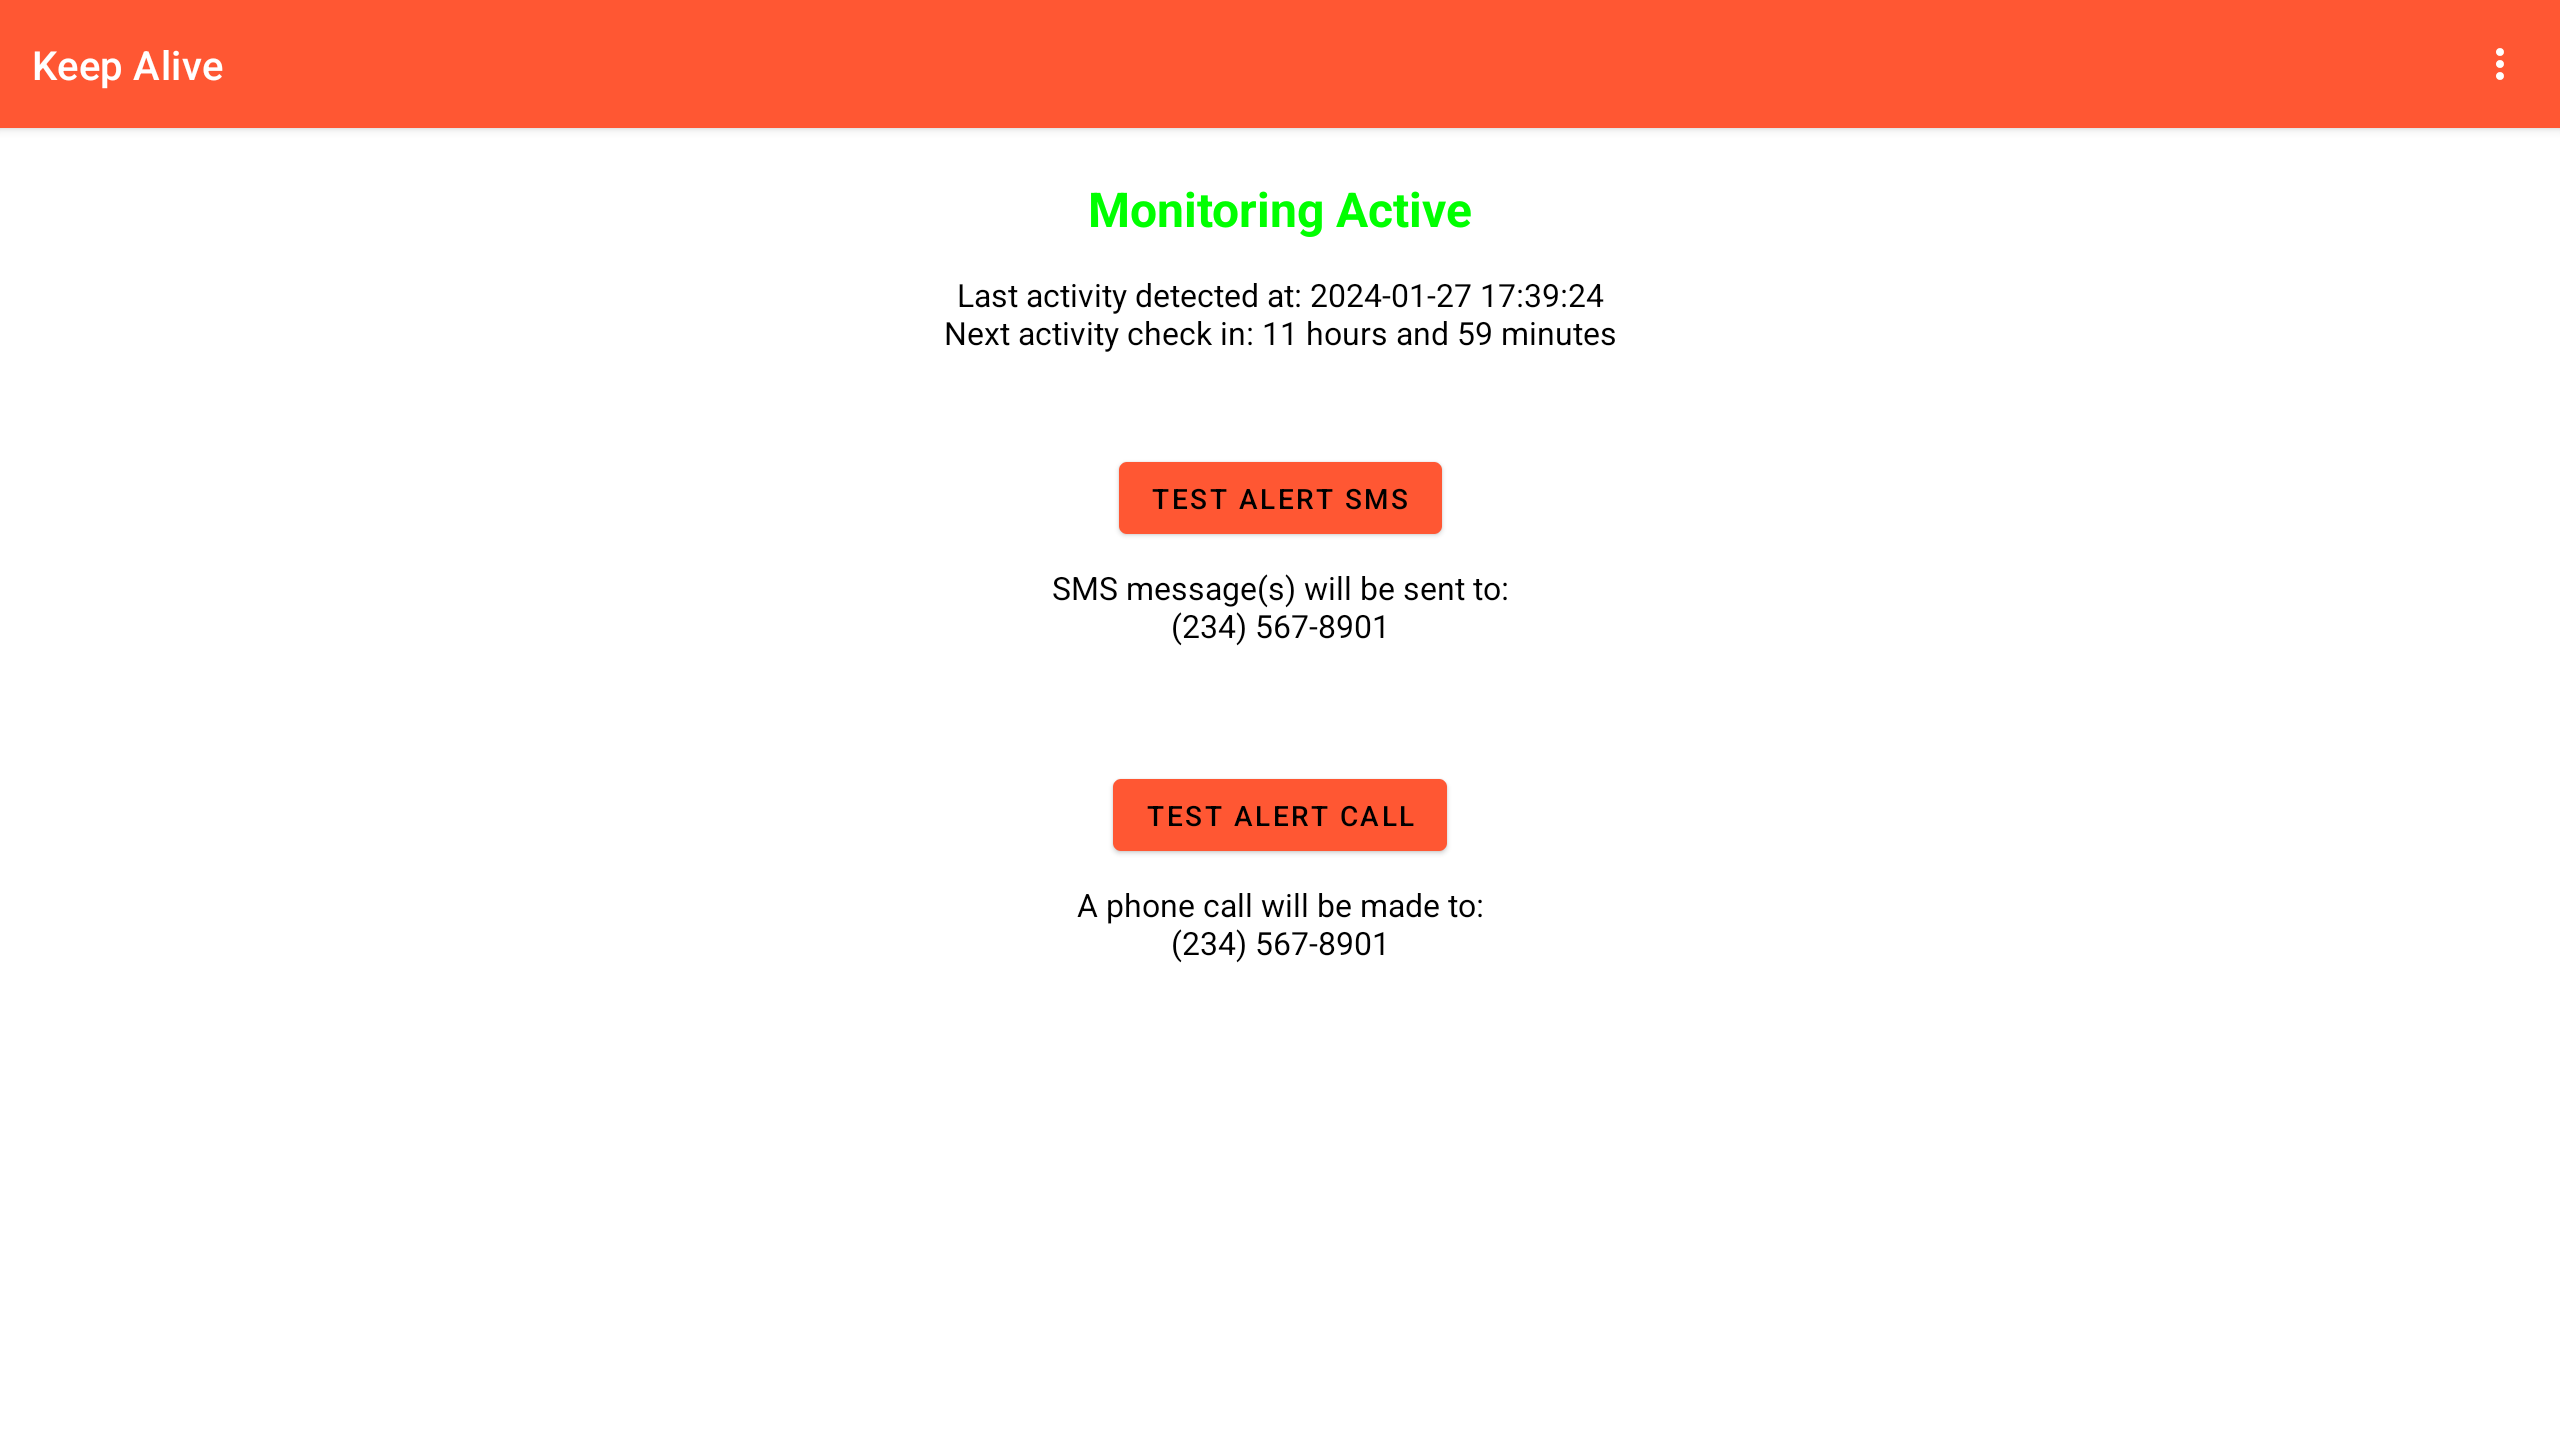 Keep Alive
Monitoring Active
Last activity detected at: 2024-01-27 17:39:24
Next activity check in: 11 hours and 59 minutes
TEST ALERT SMS
SMS message(s) will be sent to:
(234) 567-8901
TEST ALERT CALL
A phone call will be made to:
(234) 567-8901